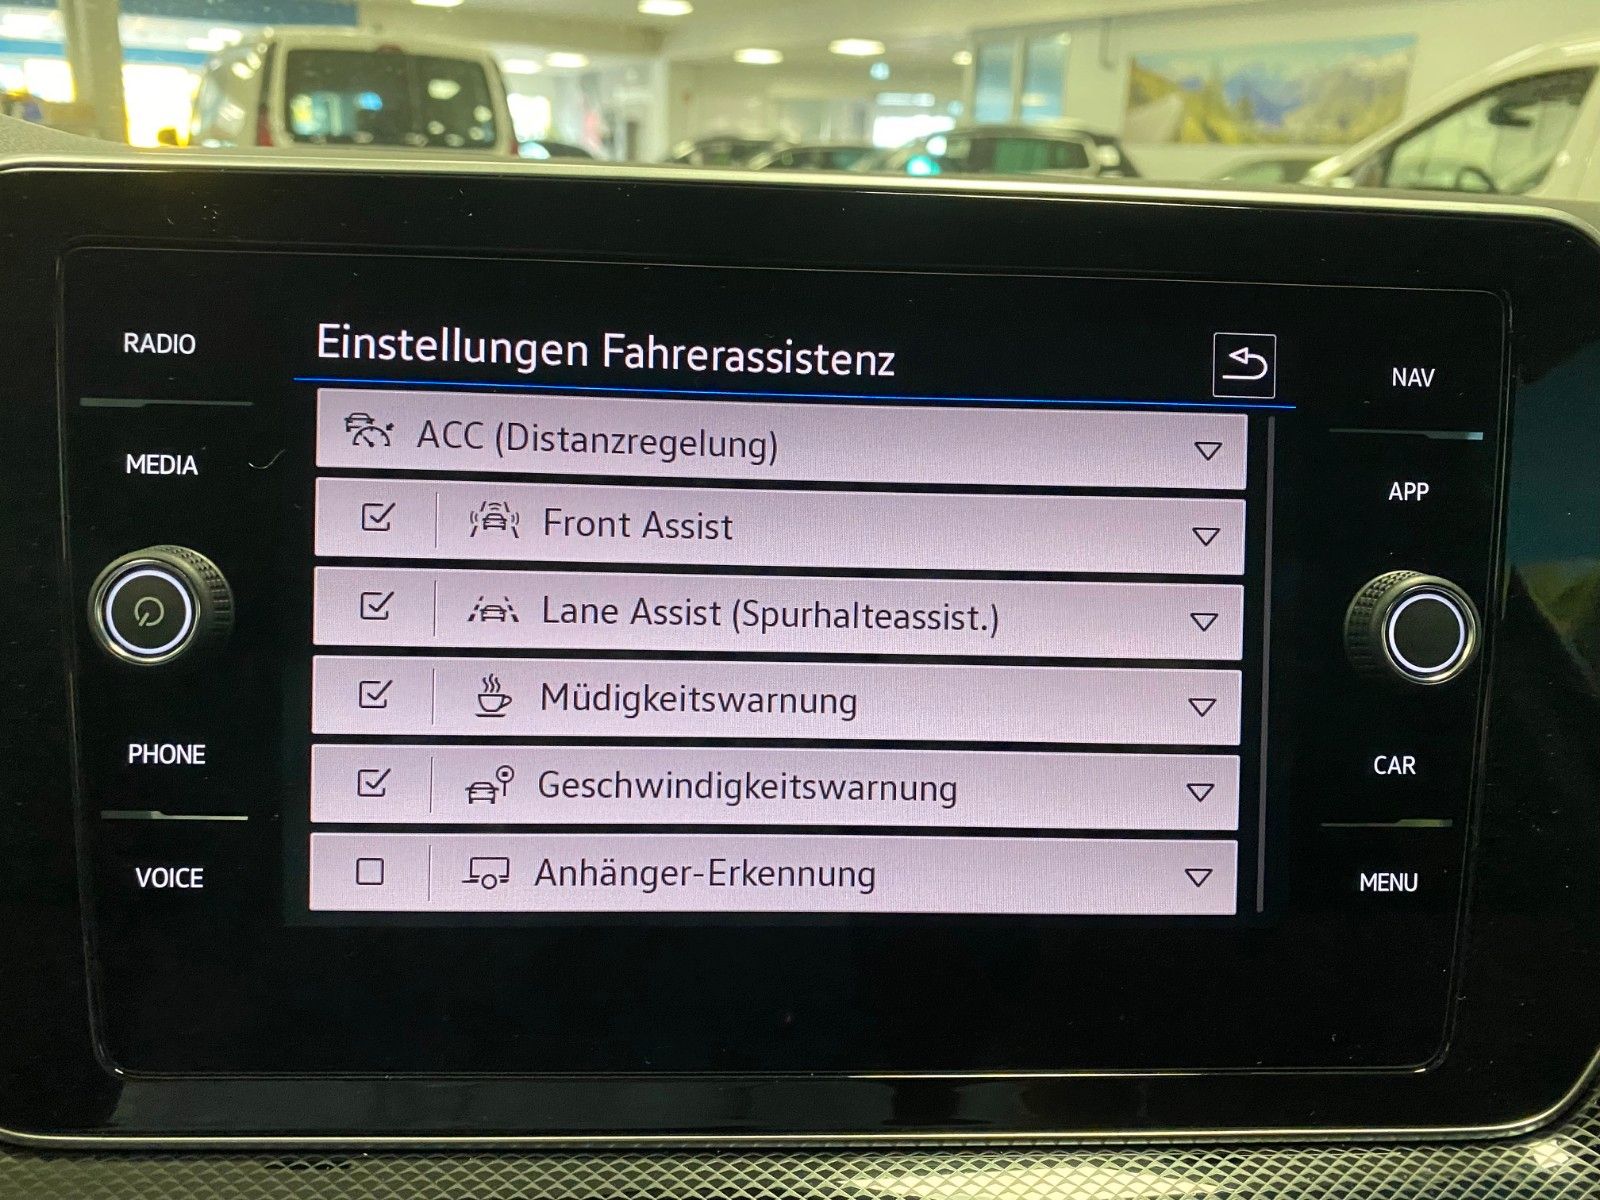 RADIO
MEDIA
PHONE
VOICE
Einstellungen Fahrerassistenz
ACC (Distanzregelung)
Front Assist
Lane Assist (Spurhalteassist.)
Müdigkeitswarnung
Geschwindigkeitswarnung
Anhänger-Erkennung
NAV
APP
CAR
MENU